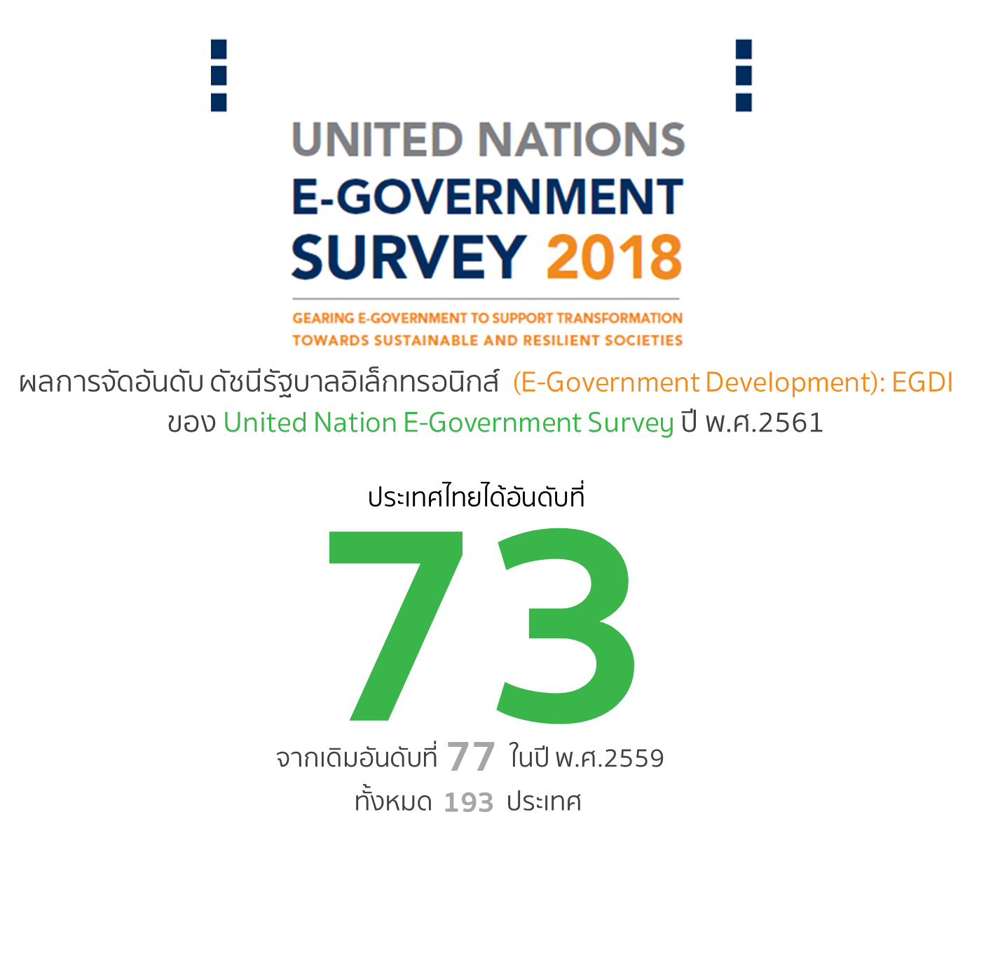 UNITED NATIONS
E-GOVERNMENT
SURVEY 2018
GEARING E-GOVERNMENT TO SUPPORT TRANSFORMATION
TOWARDS SUSTAINABLE AND RESILIENT SOCIETIES
ผลการจัดอันดับ ดัชนีรัฐบาลอิเล็กทรอนิกส์ (E-Government Development): EGDI
ของ United Nation E-Government Survey ปี พ.ศ.2561
ประเทศไทยได้อันดับที่
73
จากเดิมอันดับที่ 77 ในปี พ.ศ.2559
ทั้งหมด 193 ประเทศ